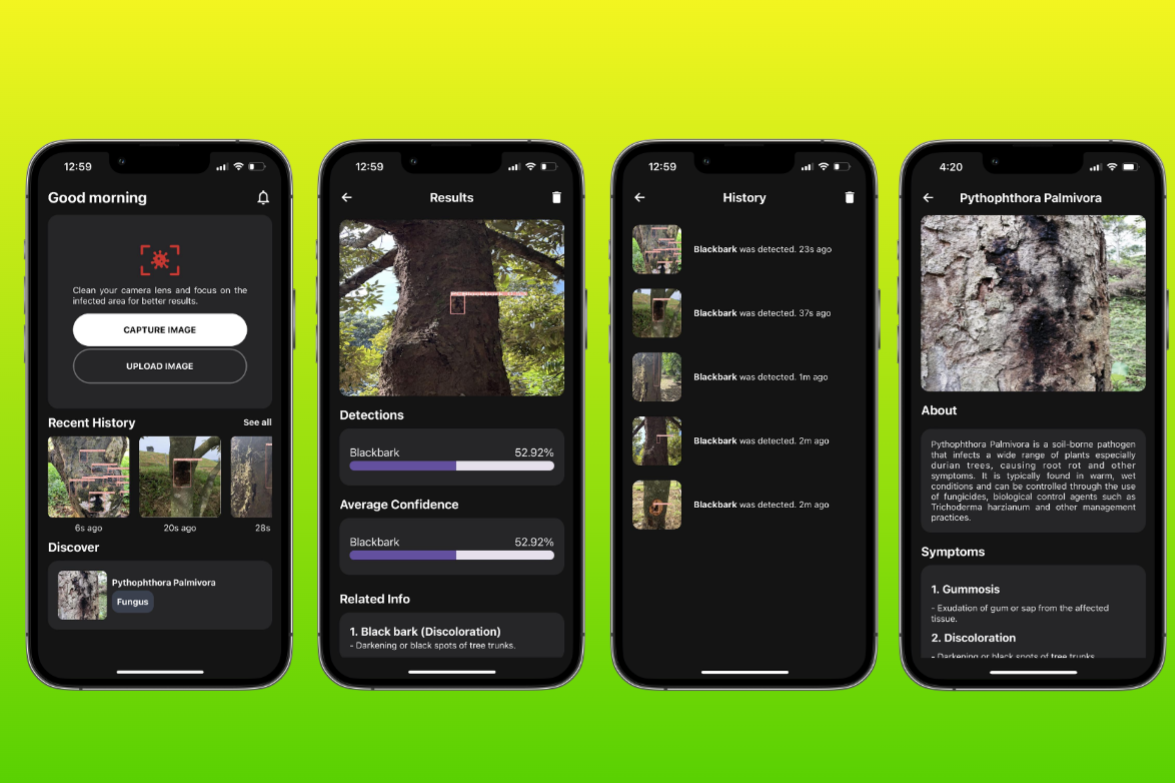 12:59
Good morning
Clean your camera lens and focus on the
infected area for better results.
CAPTURE IMAGE
UPLOAD IMAGE
Recent History
See all
6s ago
20s ago
28s
Discover
Pythophthora Palmivora
Fungus
12:59
Results
Detections
Blackbark
52.92%
Average Confidence
Blackbark
52.92%
Related Info
1. Black bark (Discoloration)
- Darkening or black spots of tree trunks.
12:59
History
Blackbark was detected. 23s ago
Blackbark was detected. 37s ago
Blackbark was detected. 1m ago
Blackbark was detected. 2m ago
Blackbark was detected. 2m ago
4:20
Pythophthora Palmivora
About
Pythophthora Palmivora is a soil-borne pathogen
that infects a wide range of plants especially
durian trees, causing root rot and other
symptoms. It is typically found in warm, wet
conditions and can be controlled through the use
of fungicides, biological control agents such as
Trichoderma harzianum and other management
practices.
Symptoms
1. Gummosis
- Exudation of gum or sap from the affected
tissue.
2. Discoloration
- Darkening or black spots of tree trunks